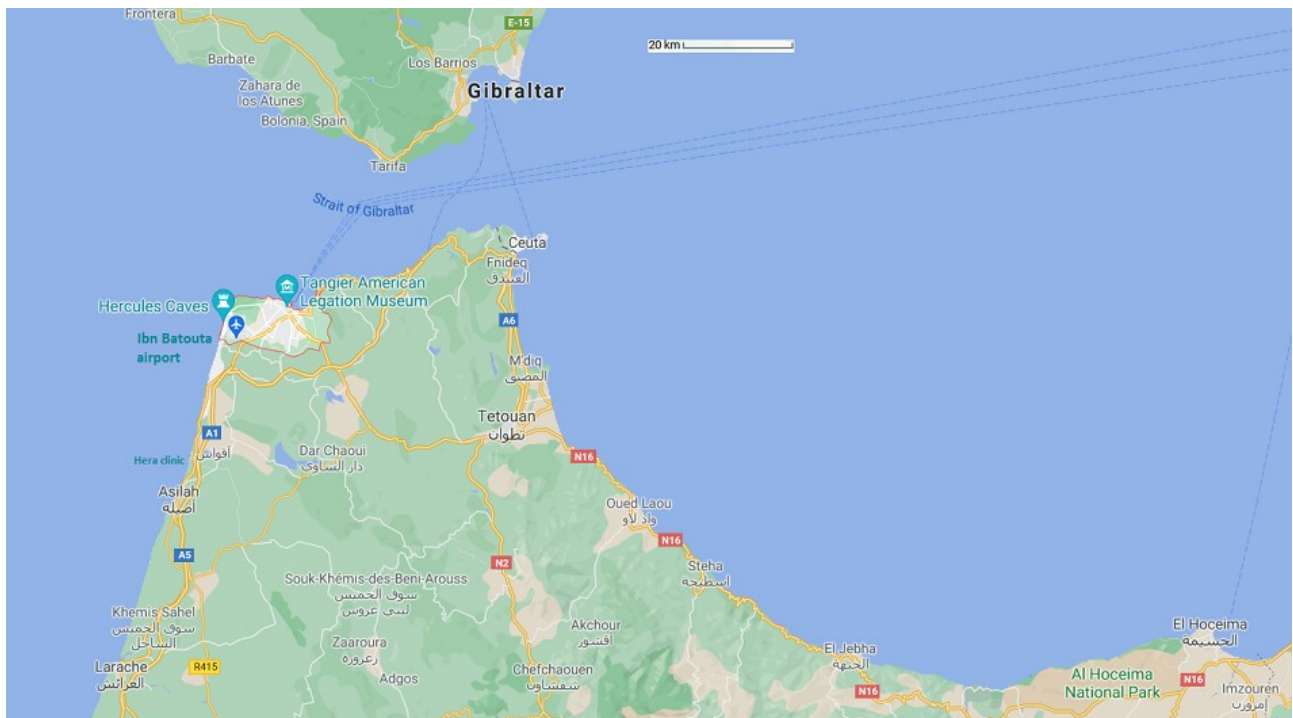 Frontera
E-15
20 km
Barbate
Los Barrios
Zahara de
los Atunes
Gibraltar
Bolonia, Spain
Tarifa
Strait of Gibraltar
Ceuta
Fnideq
الفنيدق
Tangier American
Legation Museum
Hercules Caves
Ibn Batouta
airport
A6
M'diq
المضيق
Tetouan
تطوان
A1
Dar Chaoui
دار الشاوي
أقواس
N16
Hera clinic
Asilah
أصيلة
Oued Laou
واد لاو
N16
A5
N2
Steha
اسطيحة
Souk-Khémis-des-Beni-Arouss
سوق الخميس
لبني عروس
Khemis Sahel
سوق الخميس
الساحل
Akchour
أقشور
El Hoceima
الحسيمة
Zaaroura
زعرورة
El Jebha
الجبهة
Larache
العرائش
R415
Adgos
Chefchaouen
شفشاون
Al Hoceima
National Park
N16
N16
Imzouren
إمزورن